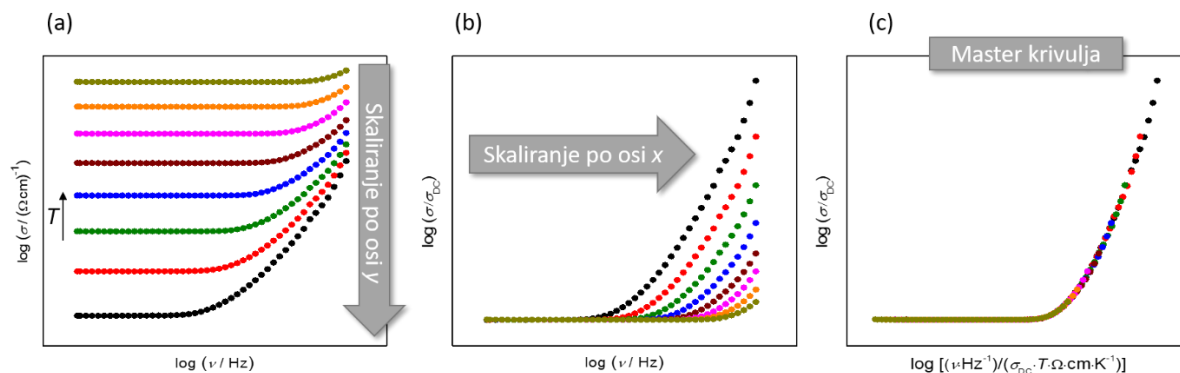 (a)
log (σ / (Ωcm)⁻¹)
T
Skaliranje po osi y
log (ν / Hz)
(b)
log (σ/σDC)
Skaliranje po osi x
log (ν / Hz)
(c)
Master krivulja
log (σ/σDC)
log [(ν·Hz⁻¹)/(σDC·T·Ω·cm·K⁻¹)]